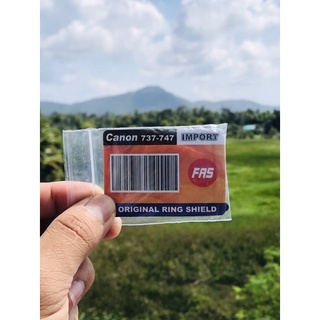 Canon 737-747 IMPORT
FAS
ORIGINAL RING SHIELD